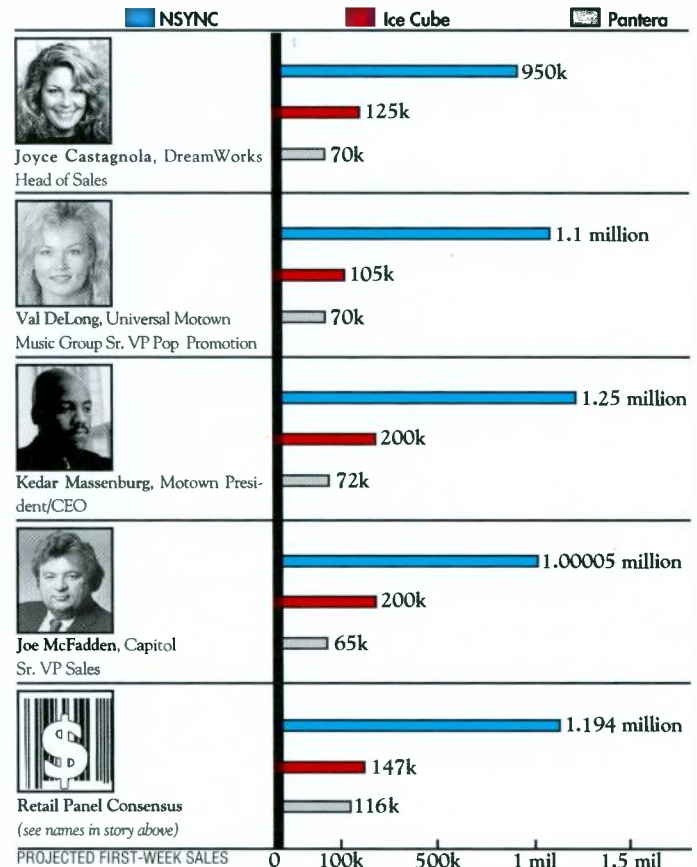 NSYNC Ice Cube Pantera
950k
125k
70k
Joyce Castagnola, DreamWorks
Head of Sales
1.1 million
105k
70k
Val DeLong, Universal Motown
Music Group Sr. VP Pop Promotion
1.25 million
200k
72k
Kedar Massenburg, Motown Presi-
dent/CEO
1.00005 million
200k
65k
Joe McFadden, Capitol
Sr. VP Sales
$
1.194 million
147k
116k
Retail Panel Consensus
(see names in story above)
PROJECTED FIRST-WEEK SALES 0 100k 500k 1 mil 1.5 mil